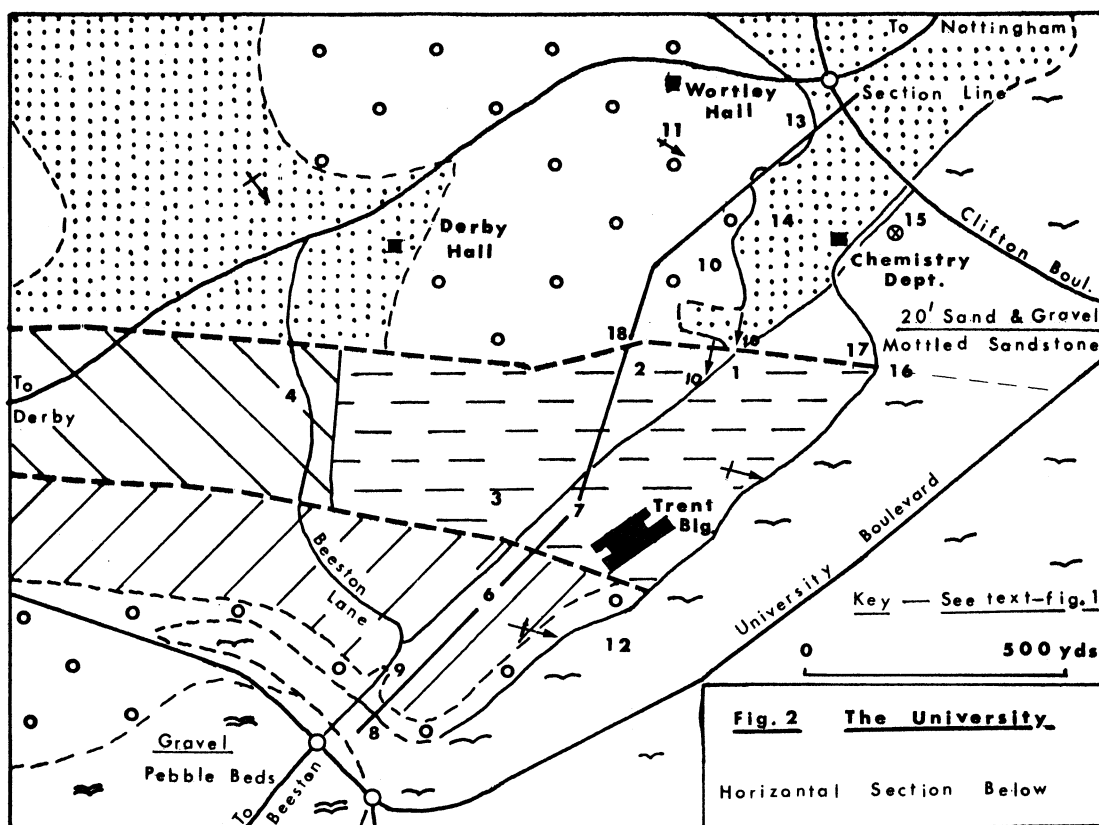 To Nottingham
Wortley
Hall
Section Line
13
11
Derby
Hall
14
15
Chemistry
Dept.
Clifton Boul.
10
20' Sand & Gravel
Mottled Sandstone
18
10
17
2
10
1
16
To
Derby
4
3
7
Trent
Blg.
Beeston
Lane
6
University Boulevard
Key — See text-fig.1
12
0 500 yds
9
8
Gravel
Pebble Beds
To Beeston
Fig. 2 The University
Horizontal Section Below